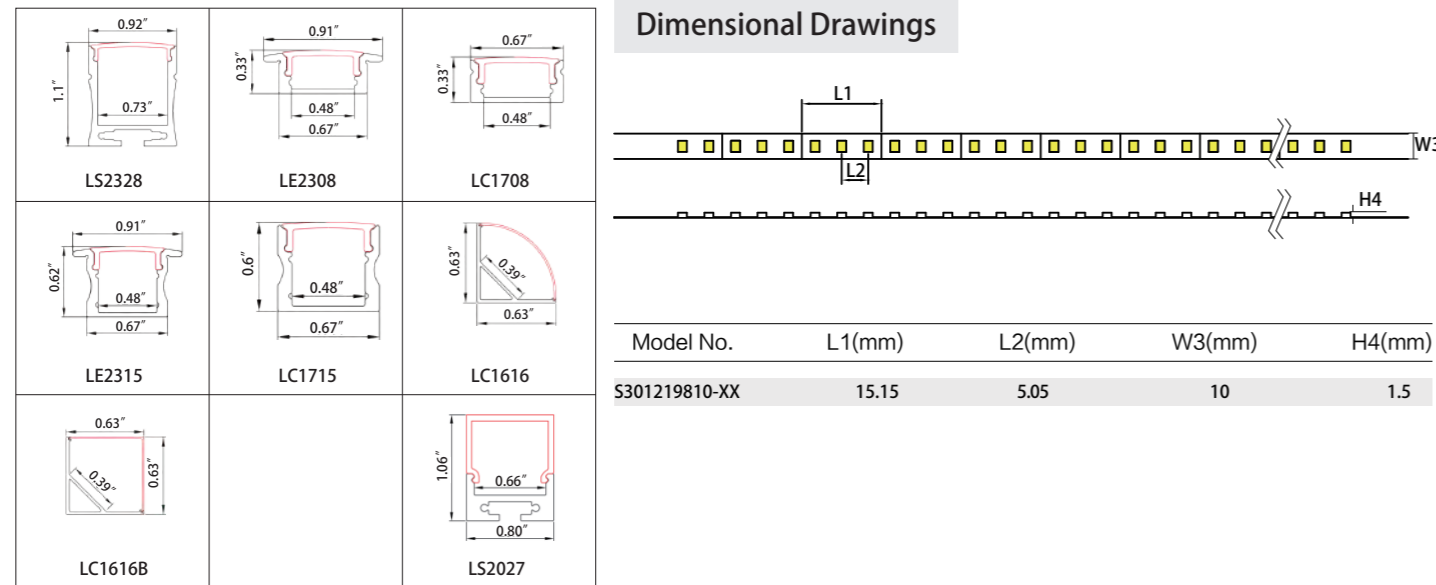 0.92″
1.1″
0.73″
LS2328
0.91″
0.33″
0.48″
0.67″
LE2308
0.67″
0.33″
0.48″
LC1708
0.91″
0.62″
0.48″
0.67″
LE2315
0.6″
0.48″
0.67″
LC1715
0.63″
0.39″
0.63″
LC1616
0.63″
0.39″
0.63″
LC1616B
1.06″
0.66″
0.80″
LS2027
Dimensional Drawings
L1
L2
W3
H4
Model No. L1(mm) L2(mm) W3(mm) H4(mm)
S301219810-XX 15.15 5.05 10 1.5